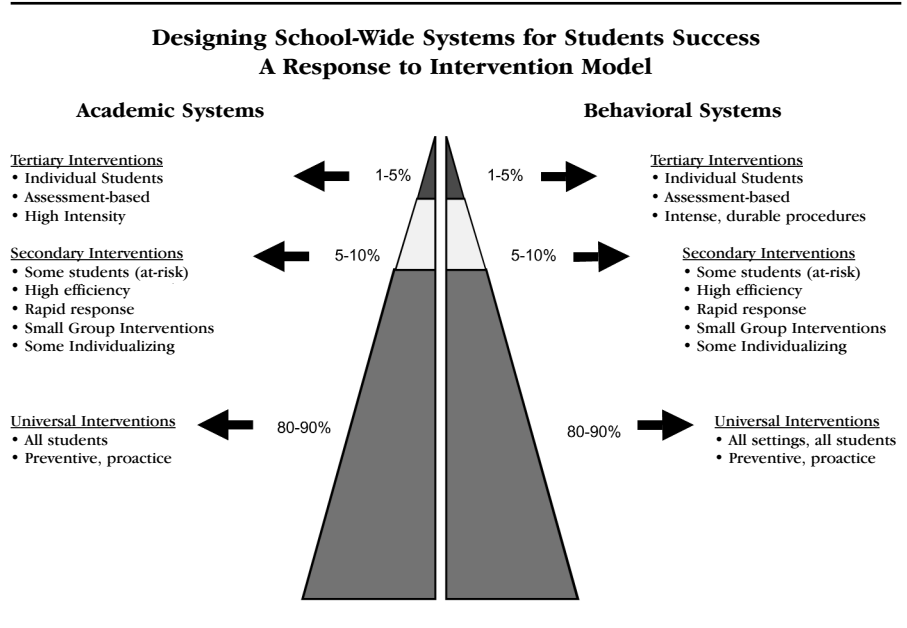 Designing School-Wide Systems for Students Success
A Response to Intervention Model
Academic Systems
Tertiary Interventions
• Individual Students
• Assessment-based
• High Intensity
1-5%
Secondary Interventions
• Some students (at-risk)
• High efficiency
• Rapid response
• Small Group Interventions
• Some Individualizing
5-10%
Universal Interventions
• All students
• Preventive, proactice
80-90%
Behavioral Systems
1-5%
Tertiary Interventions
• Individual Students
• Assessment-based
• Intense, durable procedures
5-10%
Secondary Interventions
• Some students (at-risk)
• High efficiency
• Rapid response
• Small Group Interventions
• Some Individualizing
80-90%
Universal Interventions
• All settings, all students
• Preventive, proactice